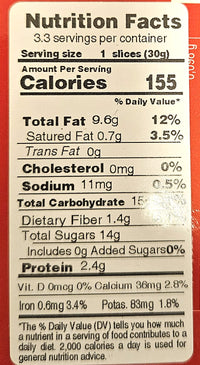 Nutrition Facts
3.3 servings per container
Serving size 1 slices (30g)
Amount Per Serving
Calories 155
% Daily Value*
Total Fat 9.6g 12%
Satured Fat 0.7g 3.5%
Trans Fat 0g
Cholesterol 0mg 0%
Sodium 11mg 0.5%
Total Carbohydrate
Dietary Fiber 1.4g
Total Sugars 14g
Includes 0g Added Sugars 0%
Protein 2.4g
Vit. D 0mcg 0% Calcium 36mg 2.8%
Iron 0.6mg 3.4% Potas. 83mg 1.8%
*The % Daily Value (DV) tells you how much
a nutrient in a serving of food contributes to a
daily diet. 2,000 calories a day is used for
general nutrition advice.